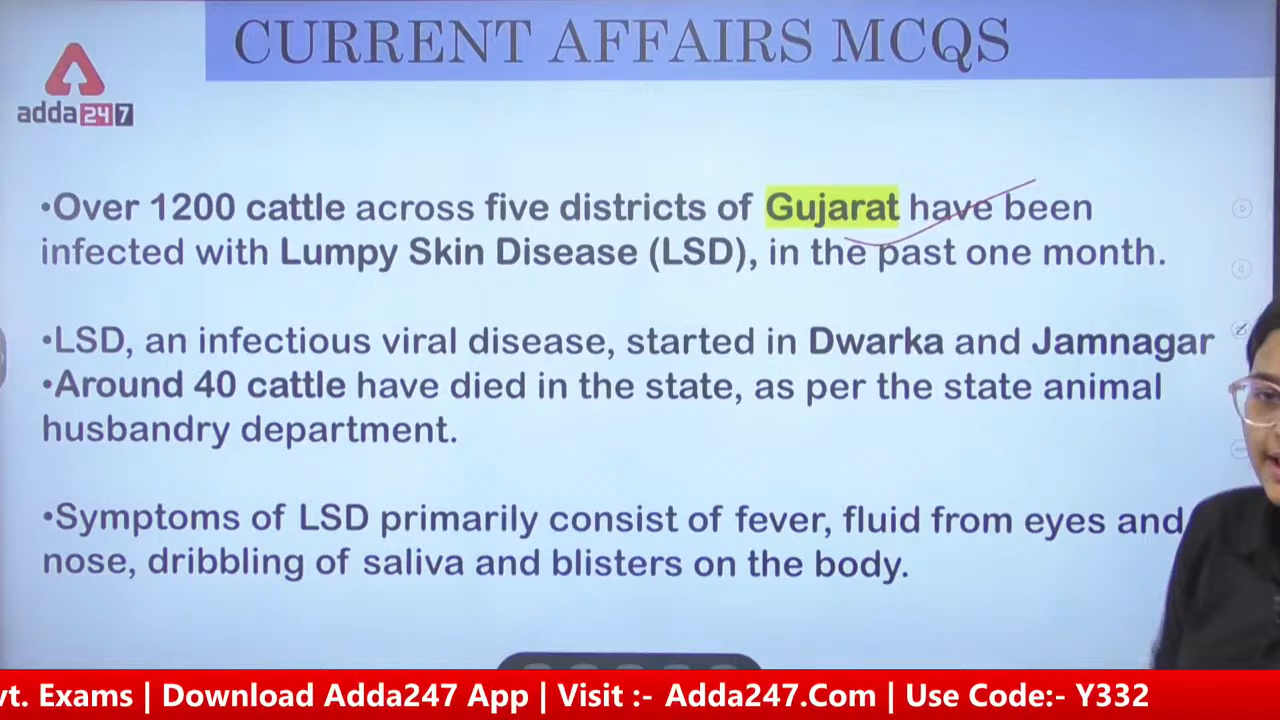 CURRENT AFFAIRS MCQS
adda247
•Over 1200 cattle across five districts of Gujarat have been
infected with Lumpy Skin Disease (LSD), in the past one month.
•LSD, an infectious viral disease, started in Dwarka and Jamnagar
•Around 40 cattle have died in the state, as per the state animal
husbandry department.
•Symptoms of LSD primarily consist of fever, fluid from eyes and
nose, dribbling of saliva and blisters on the body.
vt. Exams | Download Adda247 App | Visit :- Adda247.Com | Use Code:- Y332